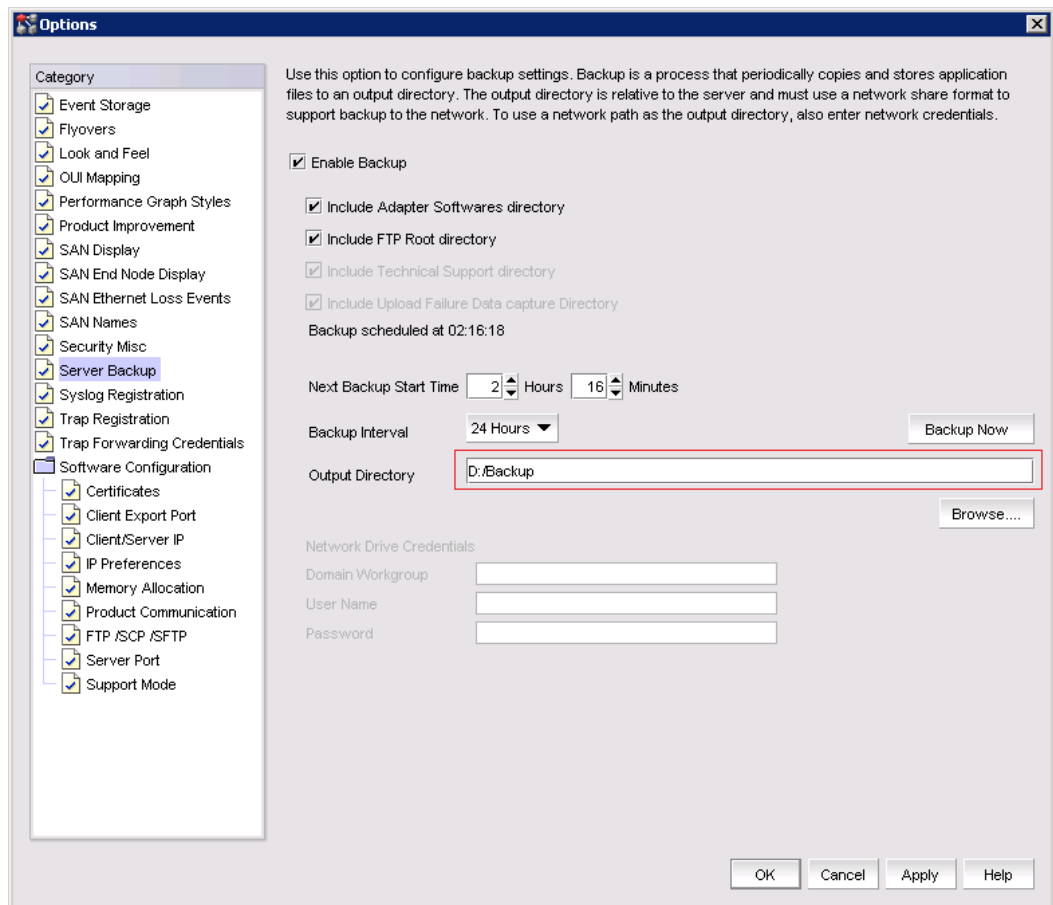 Options
Category
Event Storage
Flyovers
Look and Feel
OUI Mapping
Performance Graph Styles
Product Improvement
SAN Display
SAN End Node Display
SAN Ethernet Loss Events
SAN Names
Security Misc
Server Backup
Syslog Registration
Trap Registration
Trap Forwarding Credentials
Software Configuration
Certificates
Client Export Port
Client/Server IP
IP Preferences
Memory Allocation
Product Communication
FTP /SCP /SFTP
Server Port
Support Mode
Use this option to configure backup settings. Backup is a process that periodically copies and stores application
files to an output directory. The output directory is relative to the server and must use a network share format to
support backup to the network. To use a network path as the output directory, also enter network credentials.
Enable Backup
Include Adapter Softwares directory
Include FTP Root directory
Include Technical Support directory
Include Upload Failure Data capture Directory
Backup scheduled at 02:16:18
Next Backup Start Time 2 Hours 16 Minutes
Backup Interval 24 Hours Backup Now
Output Directory D:/Backup
Browse....
Network Drive Credentials
Domain Workgroup
User Name
Password
OK Cancel Apply Help